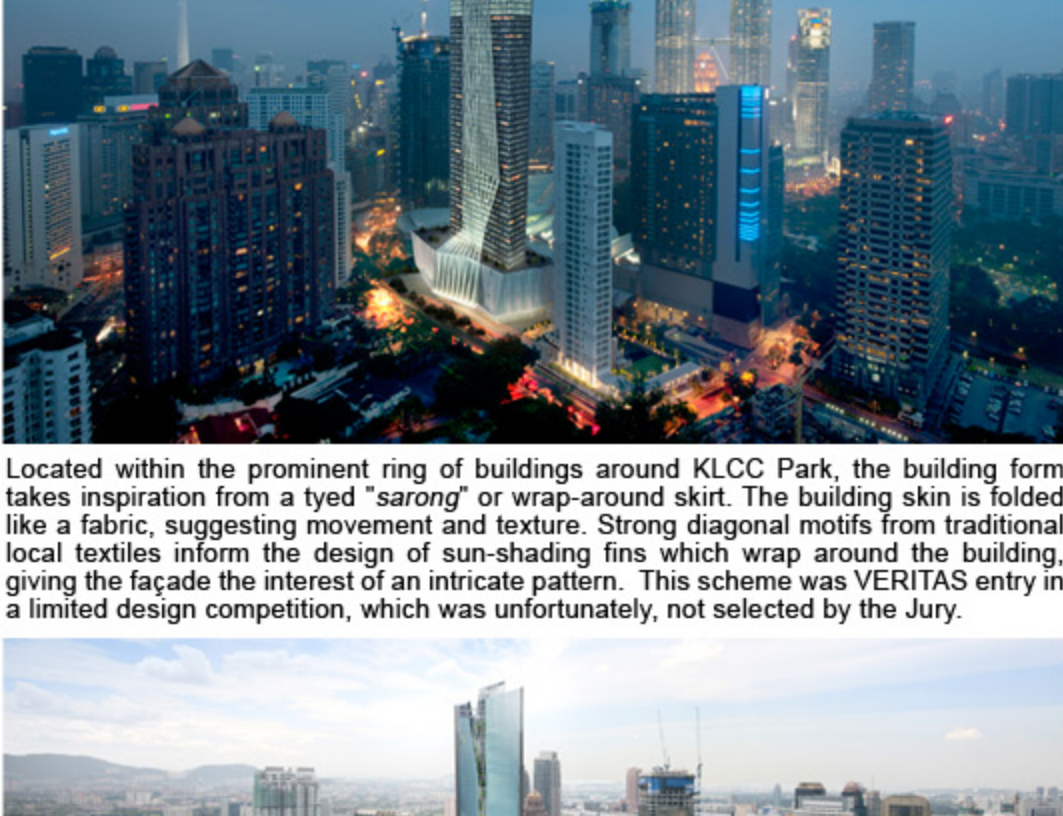 Located within the prominent ring of buildings around KLCC Park, the building form
takes inspiration from a tyed "sarong" or wrap-around skirt. The building skin is folded
like a fabric, suggesting movement and texture. Strong diagonal motifs from traditional
local textiles inform the design of sun-shading fins which wrap around the building,
giving the façade the interest of an intricate pattern. This scheme was VERITAS entry in
a limited design competition, which was unfortunately, not selected by the Jury.